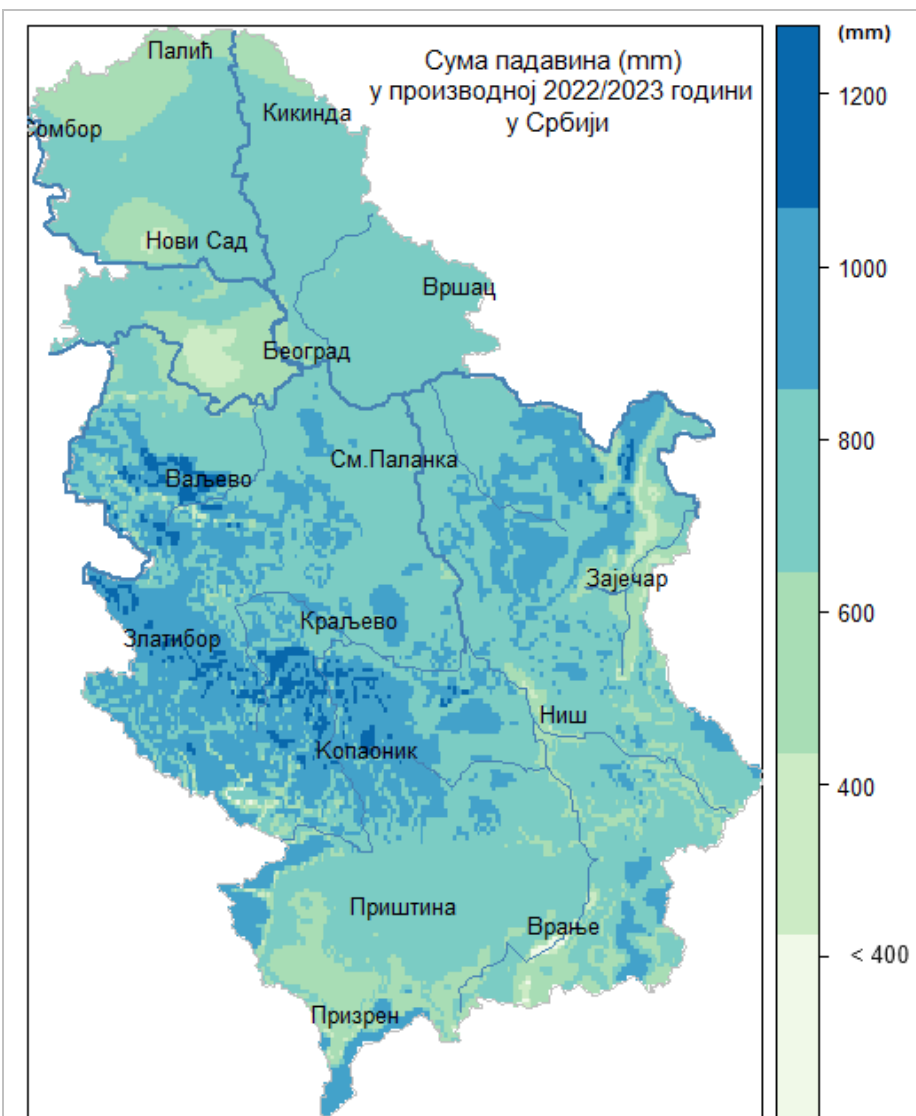 (mm)
Сума падавина (mm)
у производној 2022/2023 години
у Србији
1200
1000
800
600
400
< 400
Палић
Кикинда
Сомбор
Нови Сад
Вршац
Београд
См.Паланка
Ваљево
Зајечар
Краљево
Златибор
Ниш
Копаоник
Приштина
Врање
Призрен